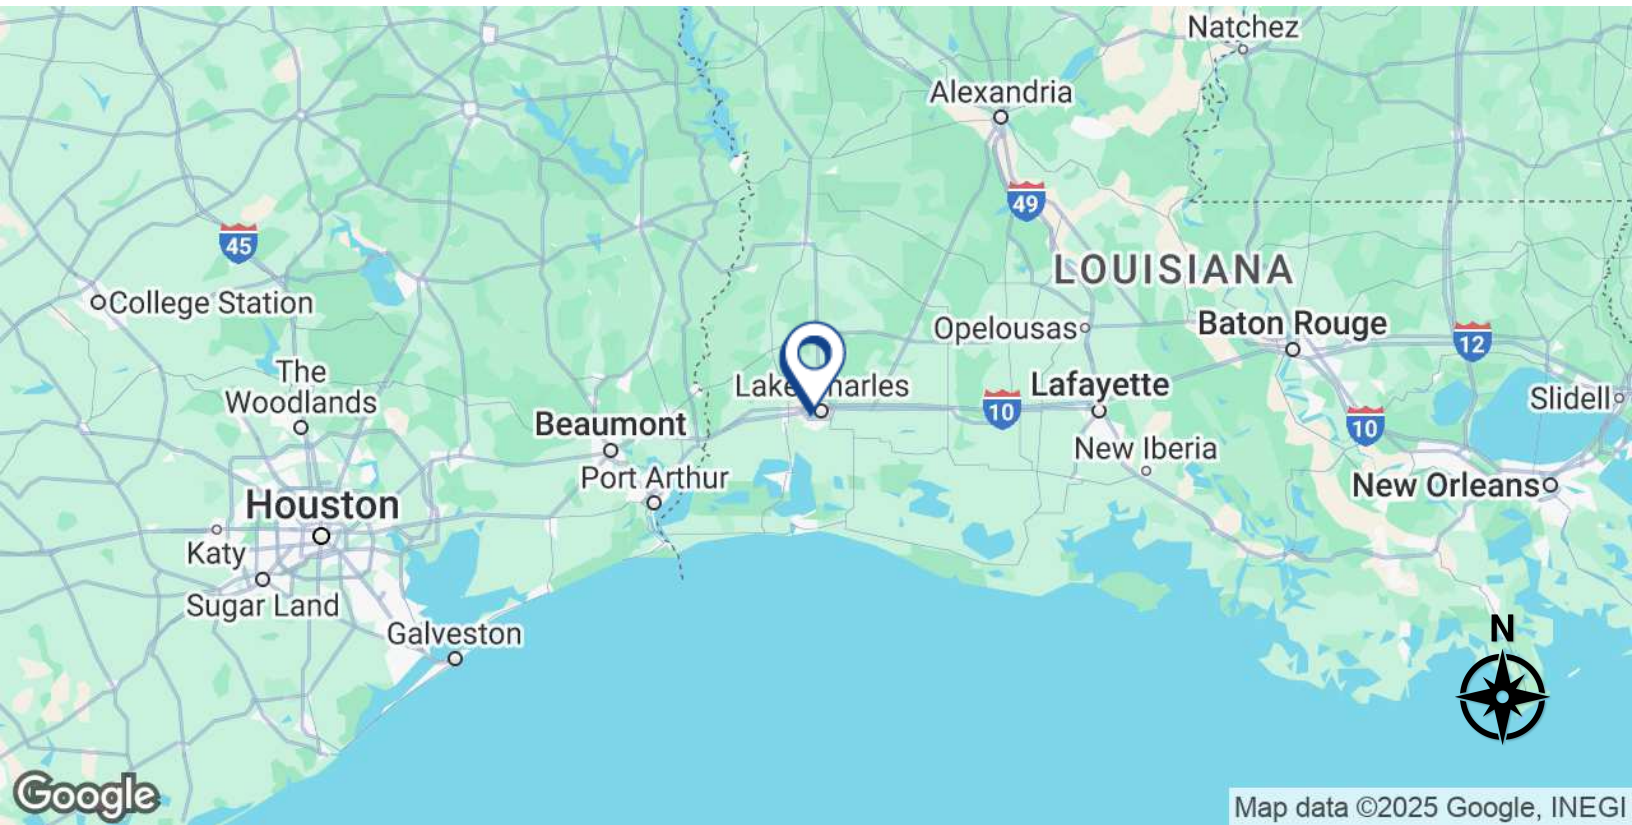 Natchez
Alexandria
49
45
LOUISIANA
College Station
Opelousas
Baton Rouge
12
The
Woodlands
Lake Charles
Lafayette
10
Slidell
10
Beaumont
New Iberia
Port Arthur
New Orleans
Houston
Katy
Sugar Land
Galveston
N
Google
Map data ©2025 Google, INEGI